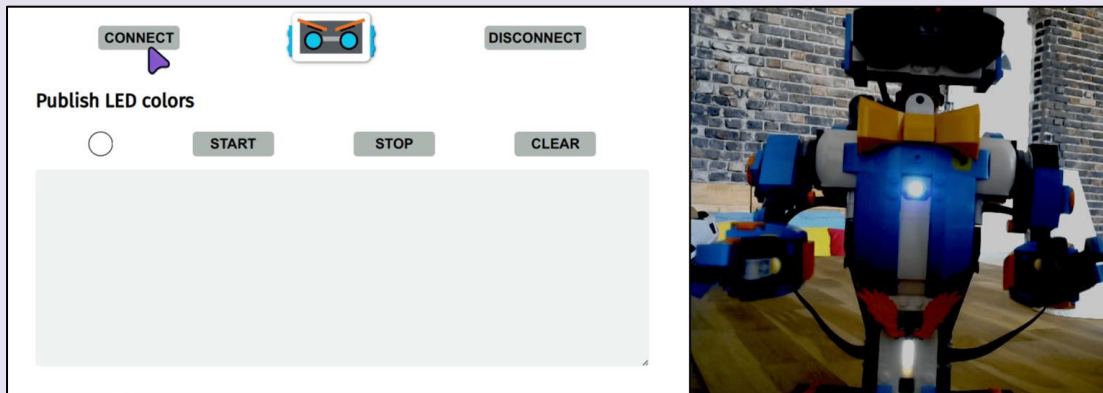 CONNECT
DISCONNECT
Publish LED colors
START
STOP
CLEAR